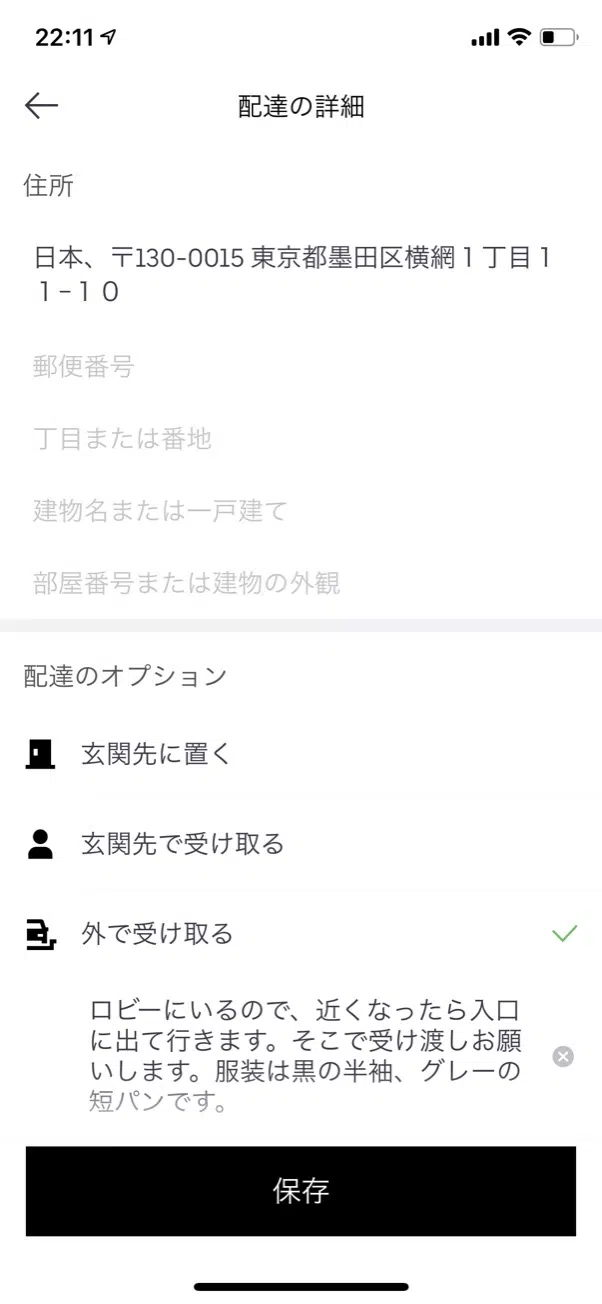 22:11
配達の詳細
住所
日本、〒130-0015 東京都墨田区横網１丁目１
１−１０
郵便番号
丁目または番地
建物名または一戸建て
部屋番号または建物の外観
配達のオプション
玄関先に置く
玄関先で受け取る
外で受け取る
ロビーにいるので、近くなったら入口
に出て行きます。そこで受け渡しお願
いします。服装は黒の半袖、グレーの
短パンです。
保存